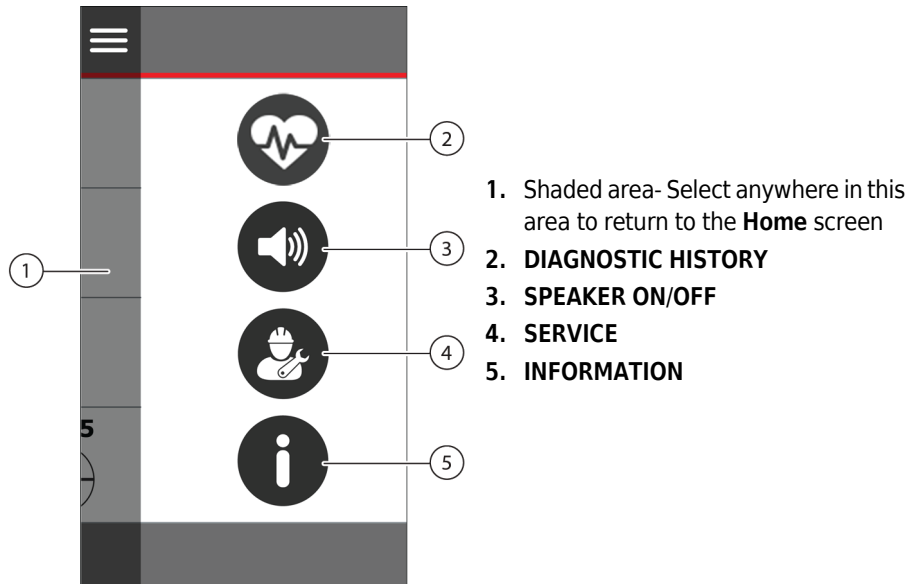 2
1. Shaded area- Select anywhere in this
area to return to the Home screen
3
2. DIAGNOSTIC HISTORY
1
3. SPEAKER ON/OFF
4. SERVICE
4
5. INFORMATION
5
5